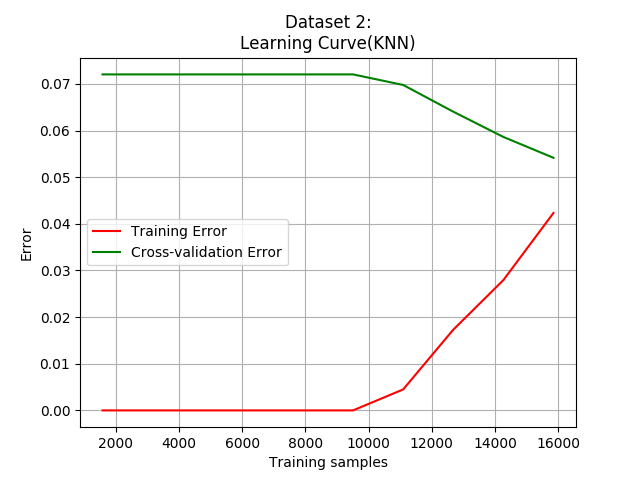 Dataset 2:
Learning Curve(KNN)
0.07
0.06
0.05
0.04
0.03
0.02
0.01
0.00
Error
Training Error
Cross-validation Error
2000 4000 6000 8000 10000 12000 14000 16000
Training samples